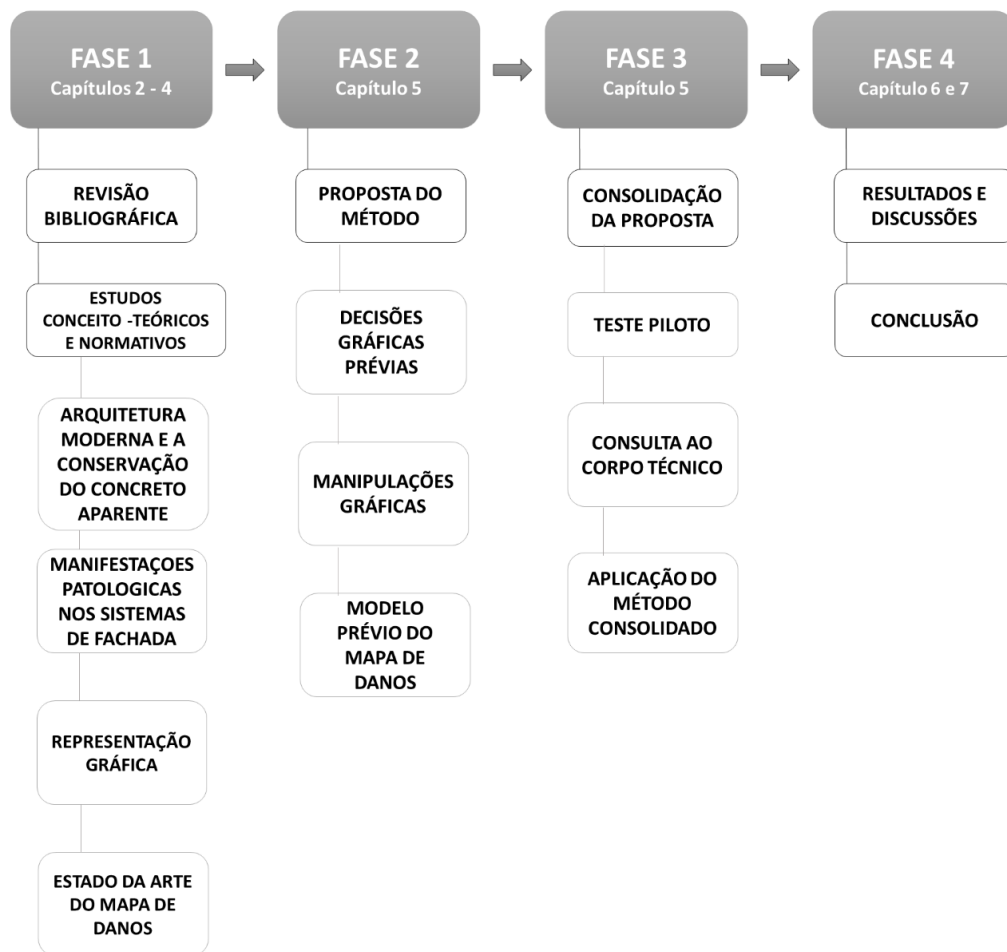 FASE 1
Capítulos 2 - 4
REVISÃO
BIBLIOGRÁFICA
ESTUDOS
CONCEITO -TEÓRICOS
E NORMATIVOS
ARQUITETURA
MODERNA E A
CONSERVAÇÃO
DO CONCRETO
APARENTE
MANIFESTAÇOES
PATOLOGICAS
NOS SISTEMAS
DE FACHADA
REPRESENTAÇÃO
GRÁFICA
ESTADO DA ARTE
DO MAPA DE
DANOS
FASE 2
Capítulo 5
PROPOSTA DO
MÉTODO
DECISÕES
GRÁFICAS
PRÉVIAS
MANIPULAÇÕES
GRÁFICAS
MODELO
PRÉVIO DO
MAPA DE
DANOS
FASE 3
Capítulo 5
CONSOLIDAÇÃO
DA PROPOSTA
TESTE PILOTO
CONSULTA AO
CORPO TÉCNICO
APLICAÇÃO DO
MÉTODO
CONSOLIDADO
FASE 4
Capítulo 6 e 7
RESULTADOS E
DISCUSSÕES
CONCLUSÃO